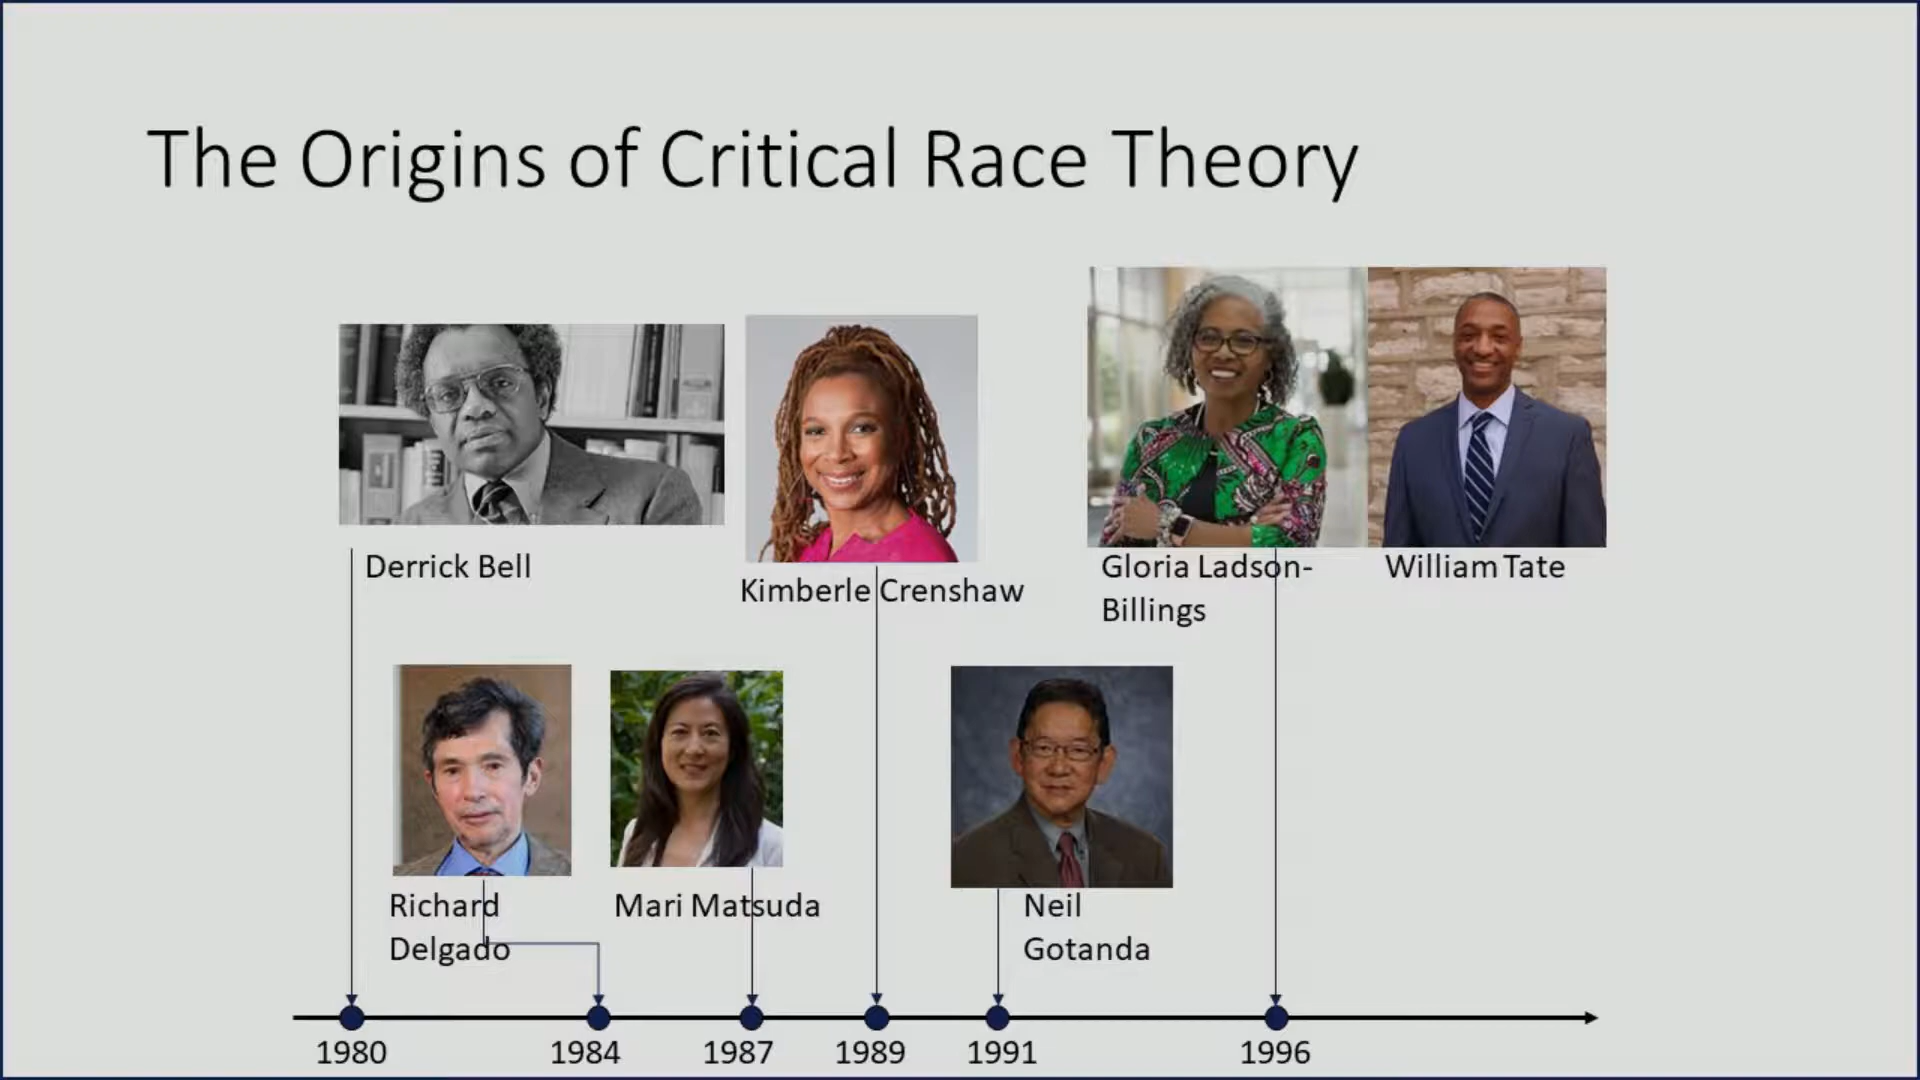 The Origins of Critical Race Theory
Derrick Bell
Kimberle Crenshaw
Gloria Ladson-
Billings
William Tate
Richard
Delgado
Mari Matsuda
Neil
Gotanda
1980
1984
1987
1989
1991
1996